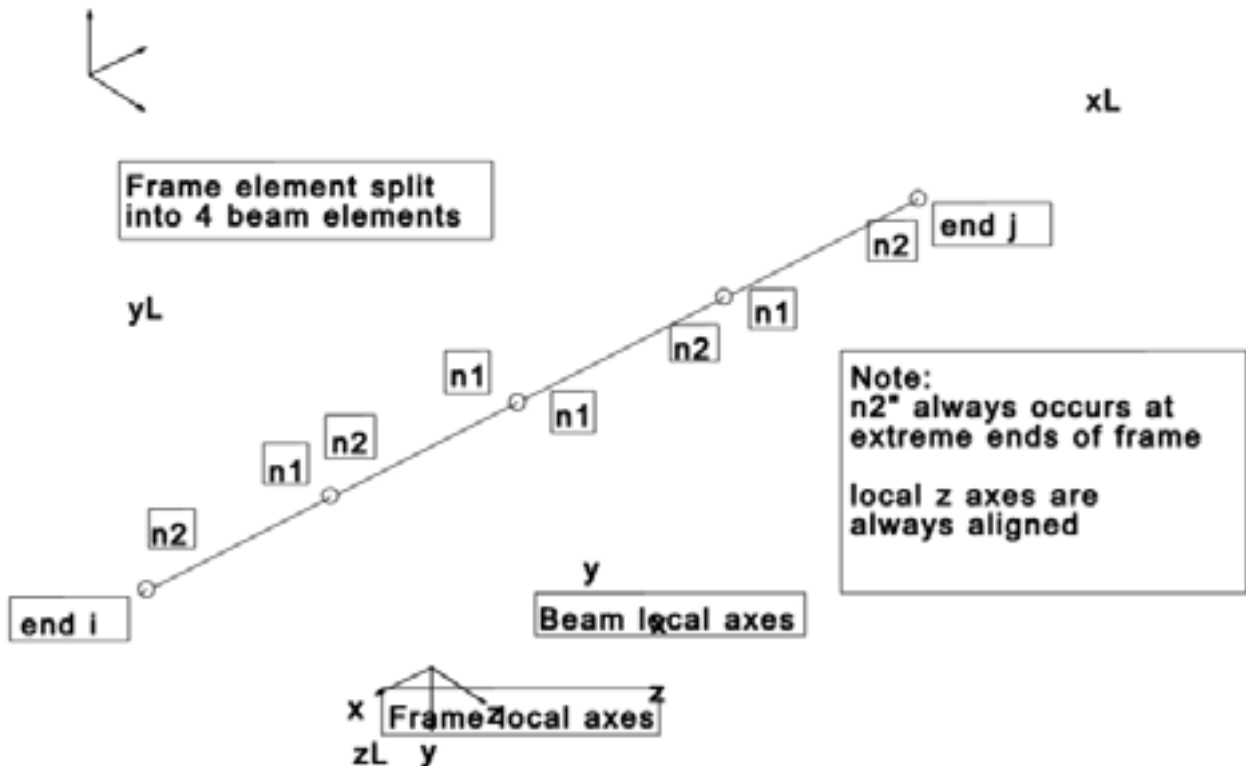 xL
Frame element split
into 4 beam elements
end j
n2
yL
n1
n2
n1
n1
Note:
n2" always occurs at
extreme ends of frame
local z axes are
always aligned
n2
n1
n2
end i
y
Beam local axes
x
z
x
Frame local axes
z
zL
y